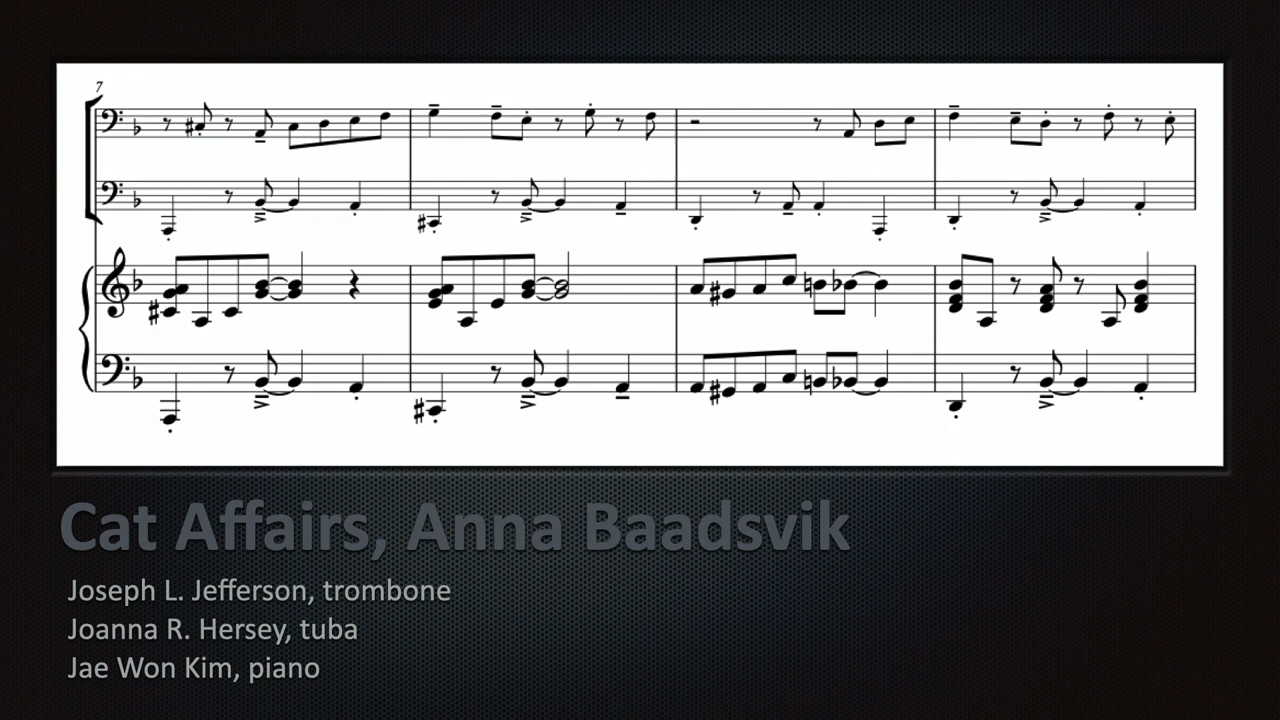 7
Cat Affairs, Anna Baadsvik
Joseph L. Jefferson, trombone
Joanna R. Hersey, tuba
Jae Won Kim, piano